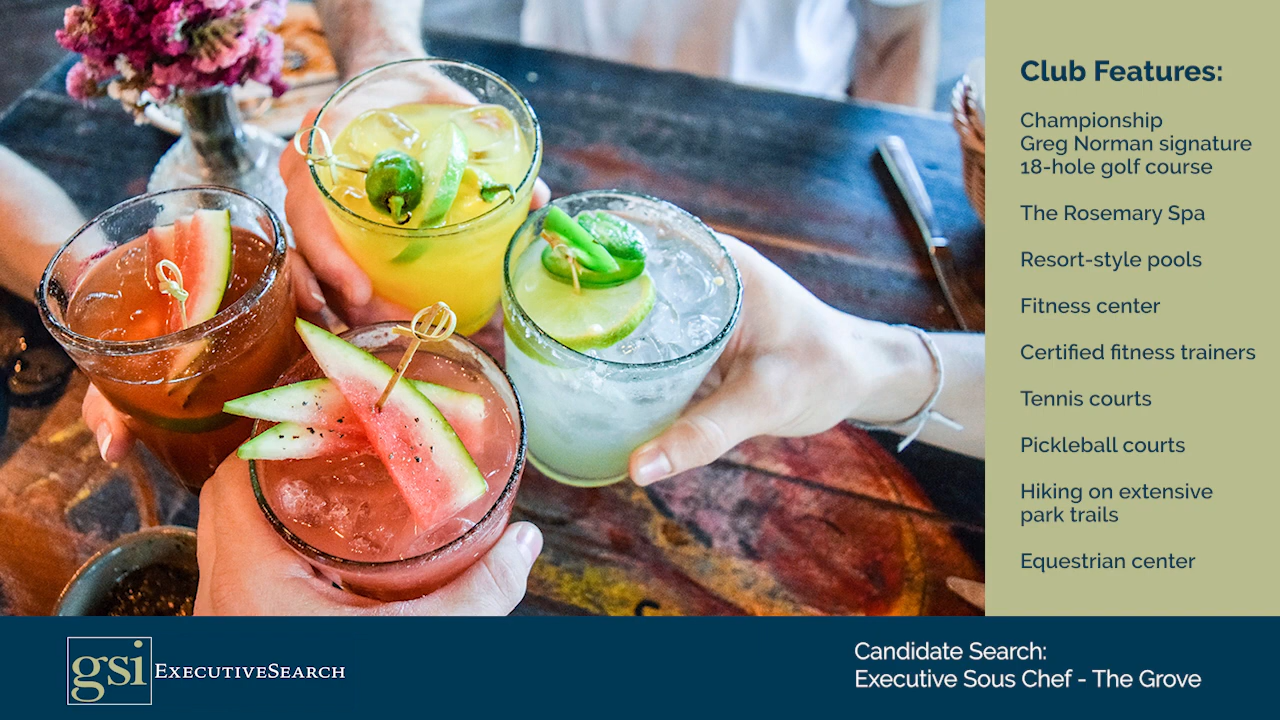 Club Features:
Championship
Greg Norman signature
18-hole golf course
The Rosemary Spa
Resort-style pools
Fitness center
Certified fitness trainers
Tennis courts
Pickleball courts
Hiking on extensive
park trails
Equestrian center
gsi EXECUTIVESEARCH
Candidate Search:
Executive Sous Chef - The Grove